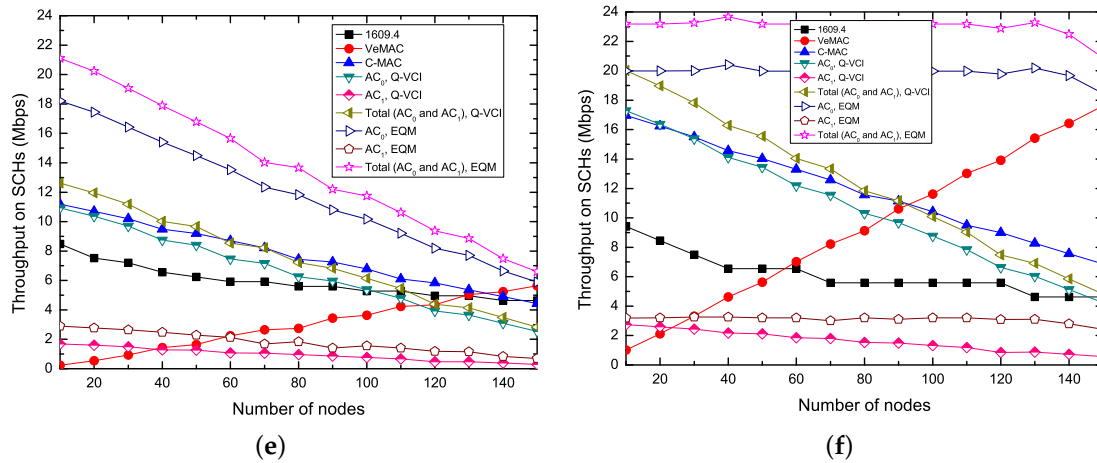 Throughput on SCHs (Mbps)
24
22
20
18
16
14
12
10
8
6
4
2
0
1609.4
VeMAC
C-MAC
AC0, Q-VCI
AC1, Q-VCI
Total (AC0 and AC1), Q-VCI
AC0, EQM
AC1, EQM
Total (AC0 and AC1), EQM
20 40 60 80 100 120 140
Number of nodes
(e)
Throughput on SCHs (Mbps)
24
22
20
18
16
14
12
10
8
6
4
2
0
1609.4
VeMAC
C-MAC
AC0, Q-VCI
AC1, Q-VCI
Total (AC0 and AC1), Q-VCI
AC0, EQM
AC1, EQM
Total (AC0 and AC1), EQM
20 40 60 80 100 120 140
Number of nodes
(f)